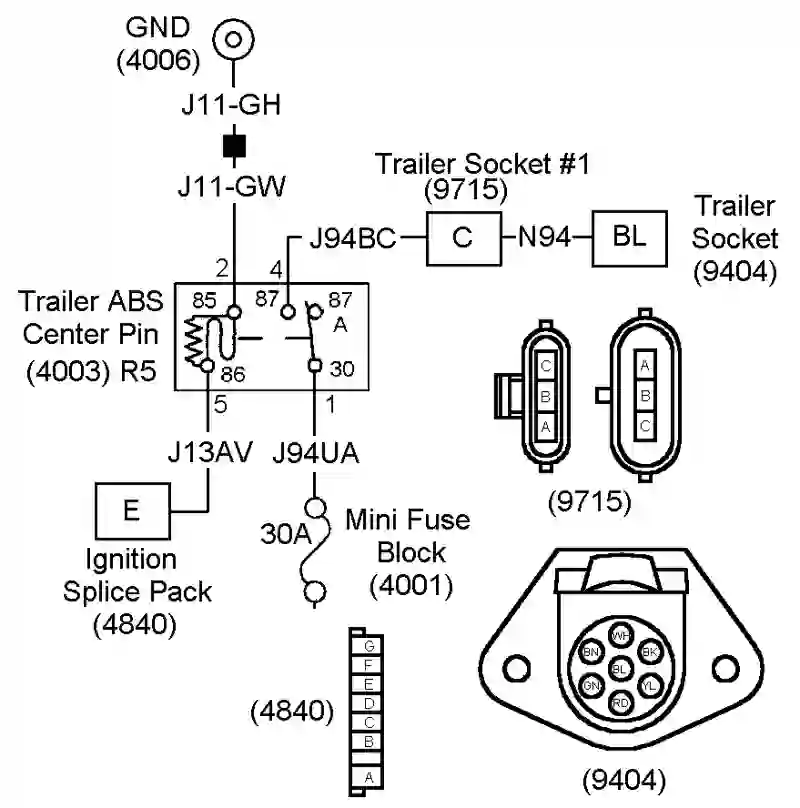 GND
(4006)
J11-GH
J11-GW
Trailer Socket #1
(9715)
J94BC
C
N94
BL
Trailer
Socket
(9404)
2
4
Trailer ABS
Center Pin
(4003) R5
85
87
87
A
86
30
5
1
J13AV
J94UA
E
Ignition
Splice Pack
(4840)
30A
Mini Fuse
Block
(4001)
C
B
A
A
B
C
(9715)
G
F
E
D
C
B
A
(4840)
WH
BN
BK
BL
GN
YL
RD
(9404)